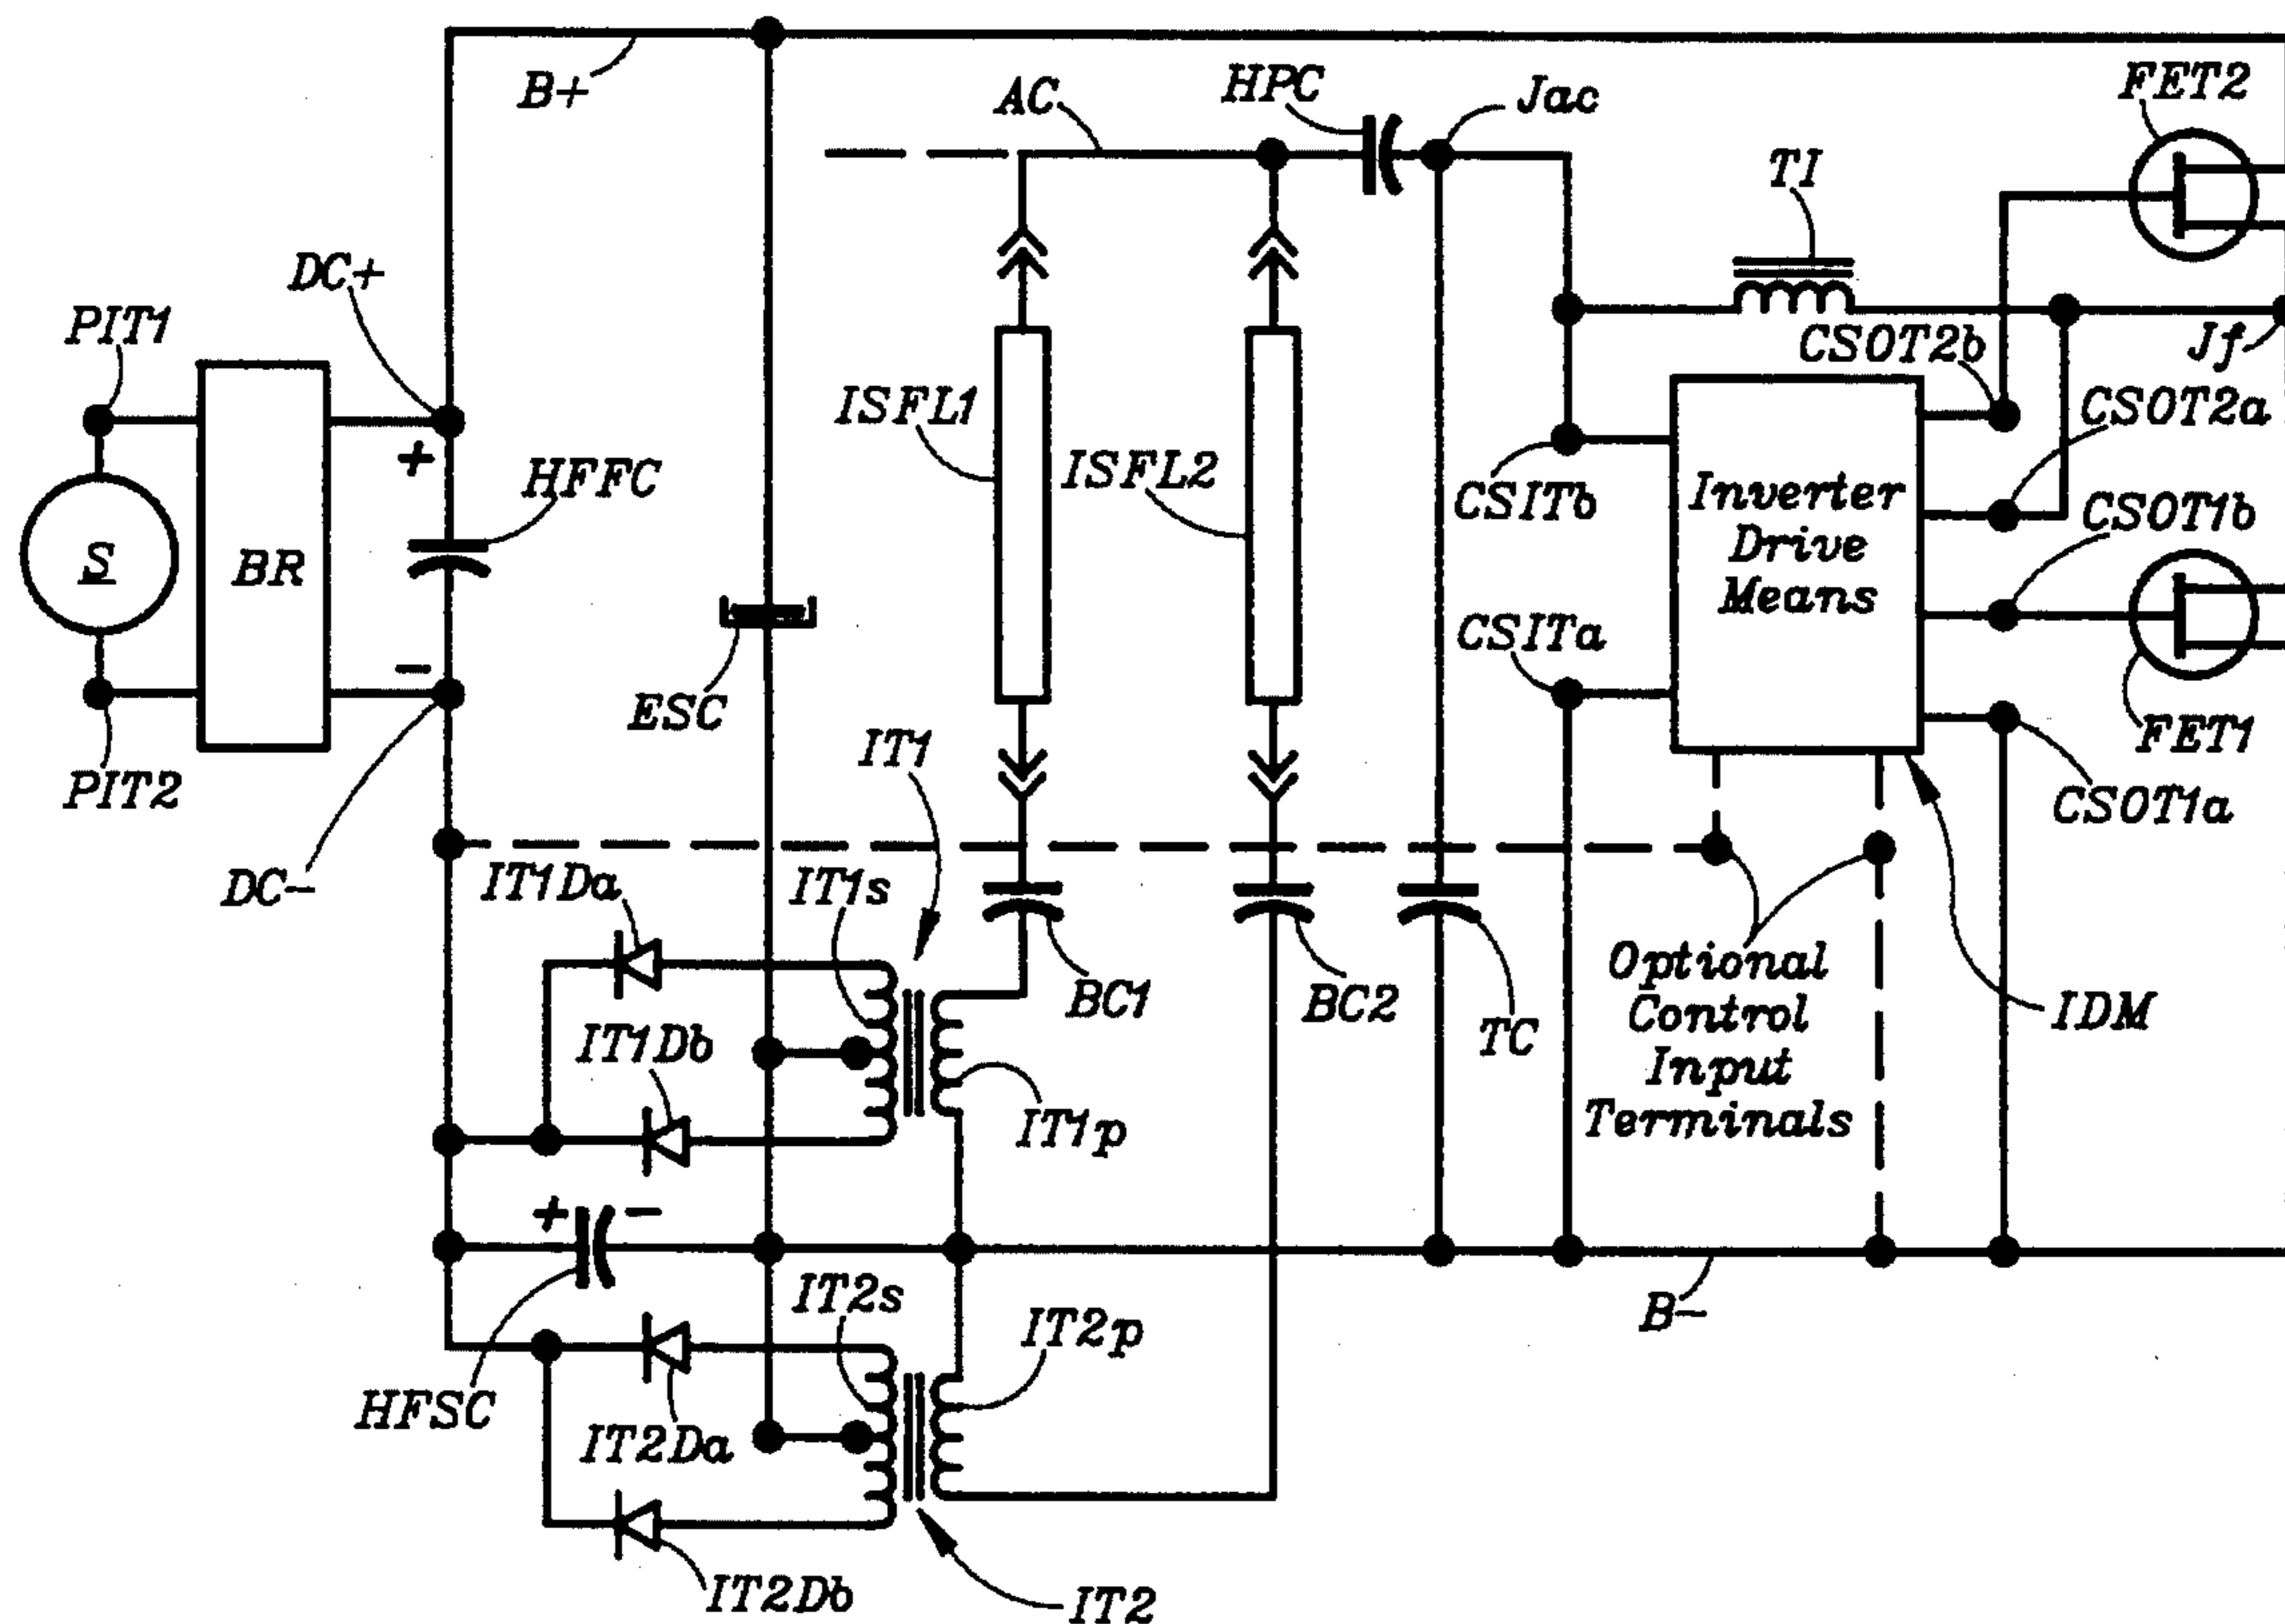 B+
AC
HPC
Jac
FET2
TI
DC+
PIT1
CSOT2b
Jf
ISFL1
CSOT2a
+
HFFC
ISFL2
CSITb
Inverter
Drive
Means
CSOT1b
S
BR
CSITa
-
ESC
IT1
FET1
PIT2
CSOT1a
DC-
IT1Da
IT1s
BC1
BC2
TC
Optional
Control
Input
Terminals
IDM
IT1Db
IT1p
+ -
IT2s
IT2p
B-
HFSC
IT2Da
IT2Db
IT2